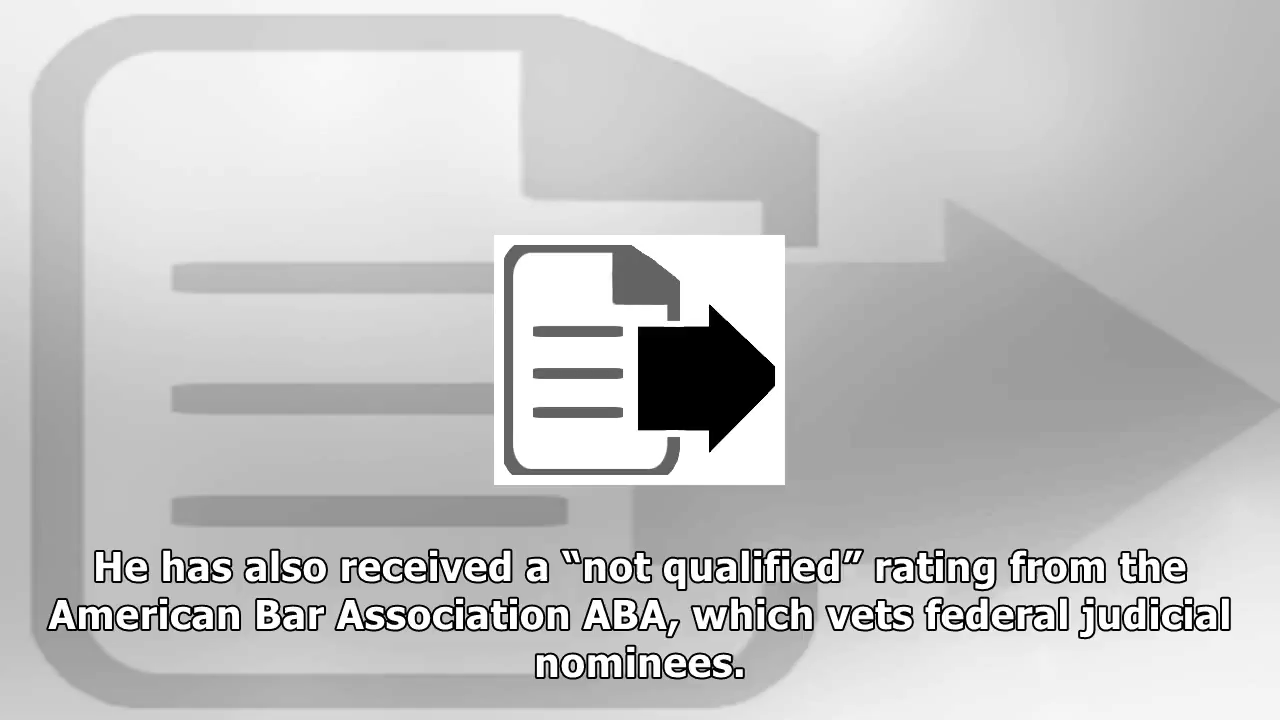 He has also received a “not qualified” rating from the
American Bar Association ABA, which vets federal judicial
nominees.